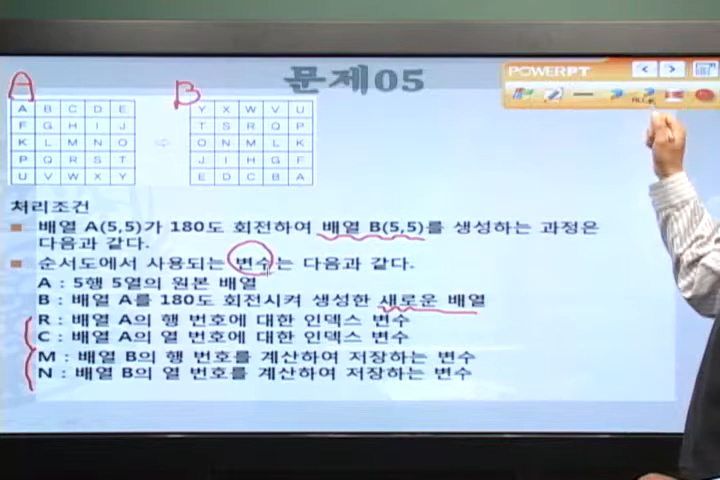 문제05
POWERPT
A
B
A B C D E
F G H I J
K L M N O
P Q R S T
U V W X Y
Y X W V U
T S R Q P
O N M L K
J I H G F
E D C B A
처리조건
배열 A(5,5)가 180도 회전하여 배열 B(5,5)를 생성하는 과정은
다음과 같다.
순서도에서 사용되는 변수는 다음과 같다.
A : 5행 5열의 원본 배열
B : 배열 A를 180도 회전시켜 생성한 새로운 배열
R : 배열 A의 행 번호에 대한 인덱스 변수
C : 배열 A의 열 번호에 대한 인덱스 변수
M : 배열 B의 행 번호를 계산하여 저장하는 변수
N : 배열 B의 열 번호를 계산하여 저장하는 변수